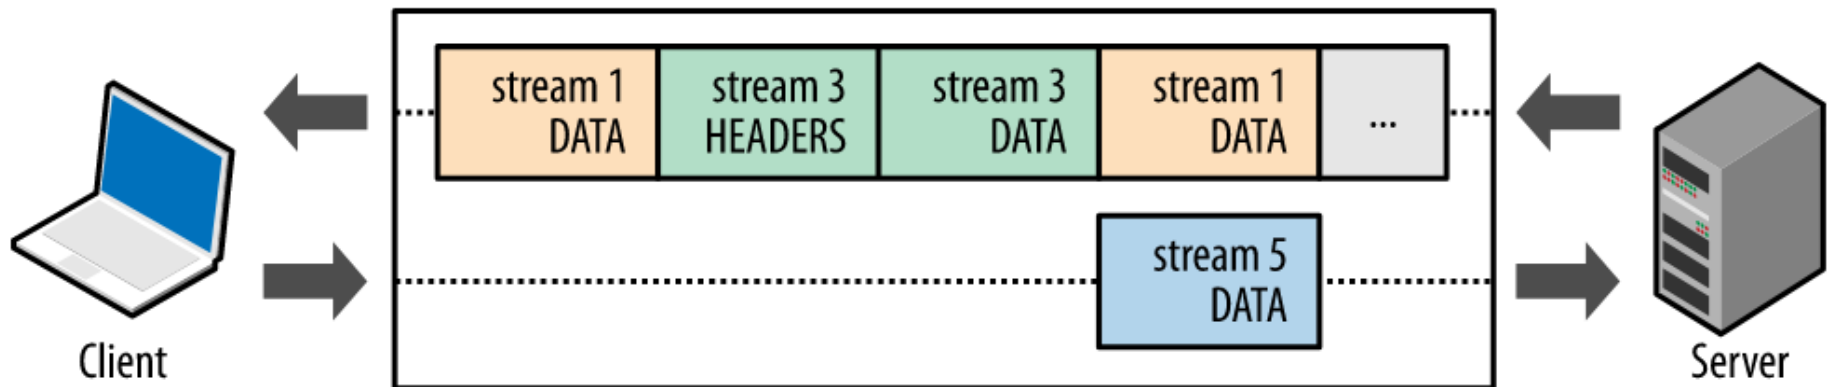 stream 1
DATA
stream 3
HEADERS
stream 3
DATA
stream 1
DATA
...
stream 5
DATA
Client
Server